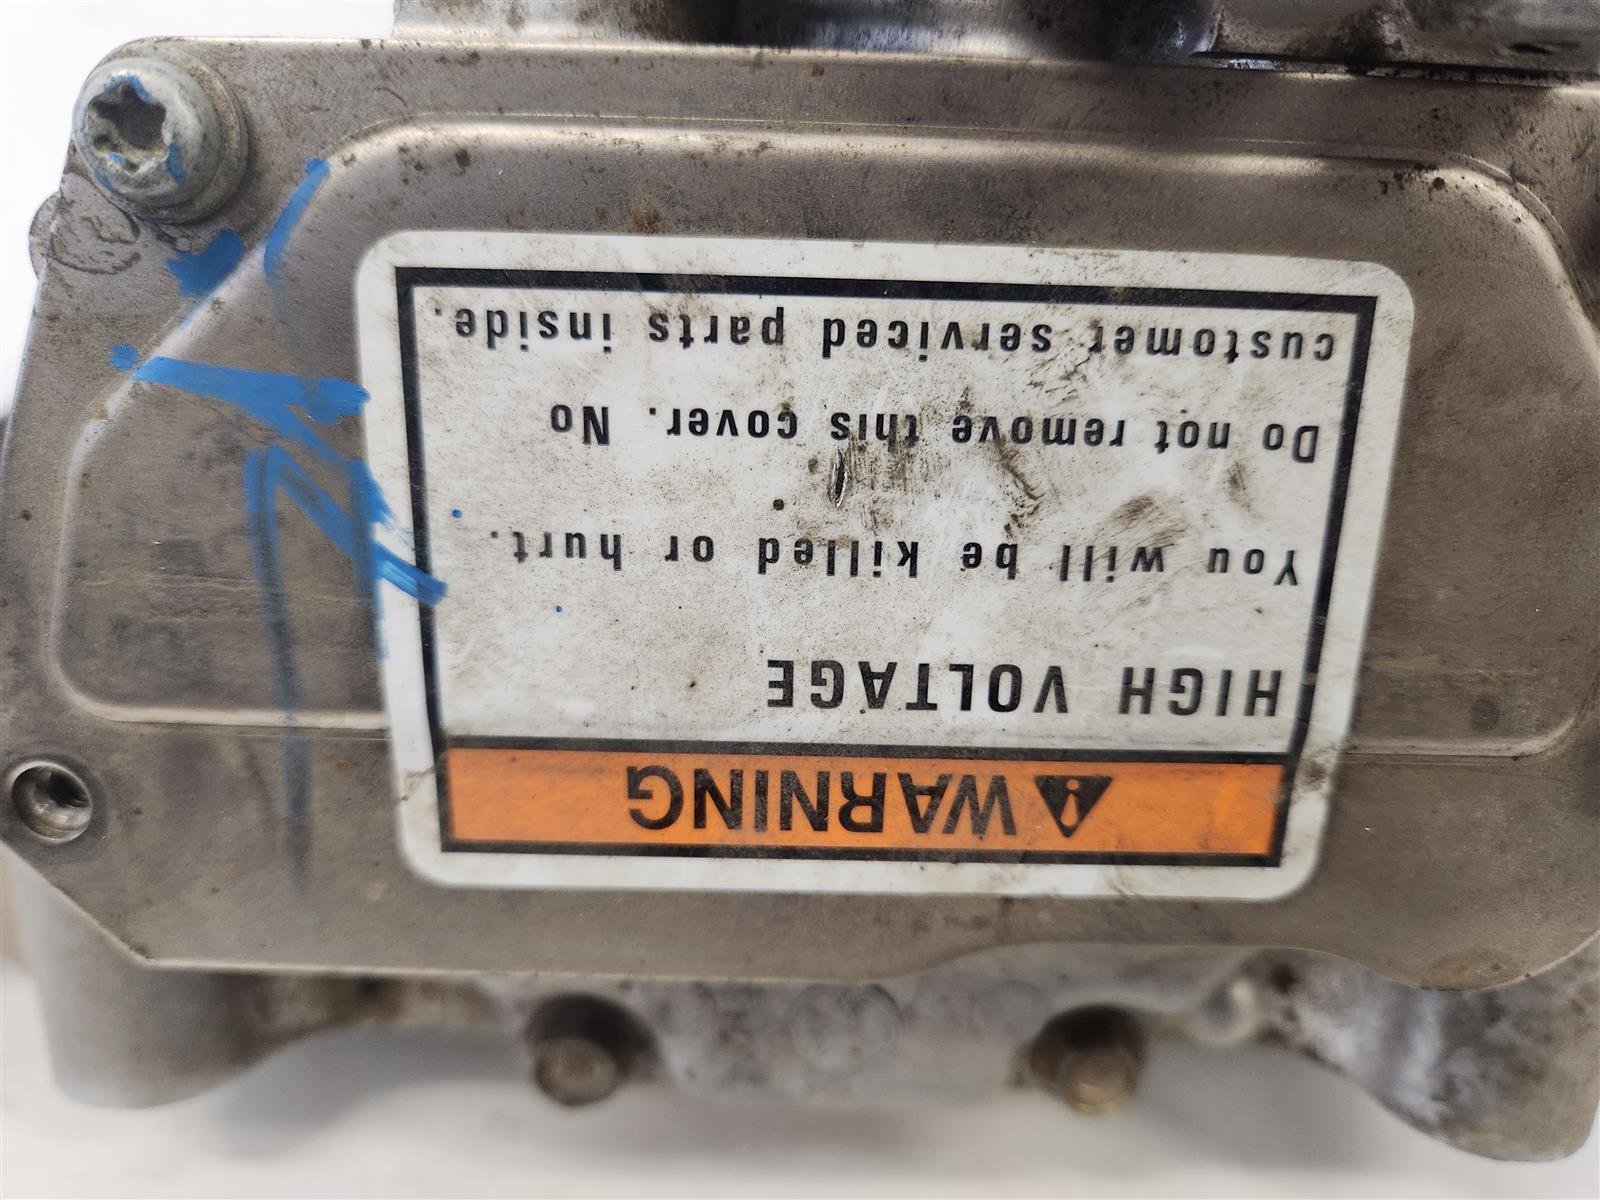 WARNING
HIGH VOLTAGE
You will be killed or hurt.
Do not remove this cover. No
customer serviced parts inside.